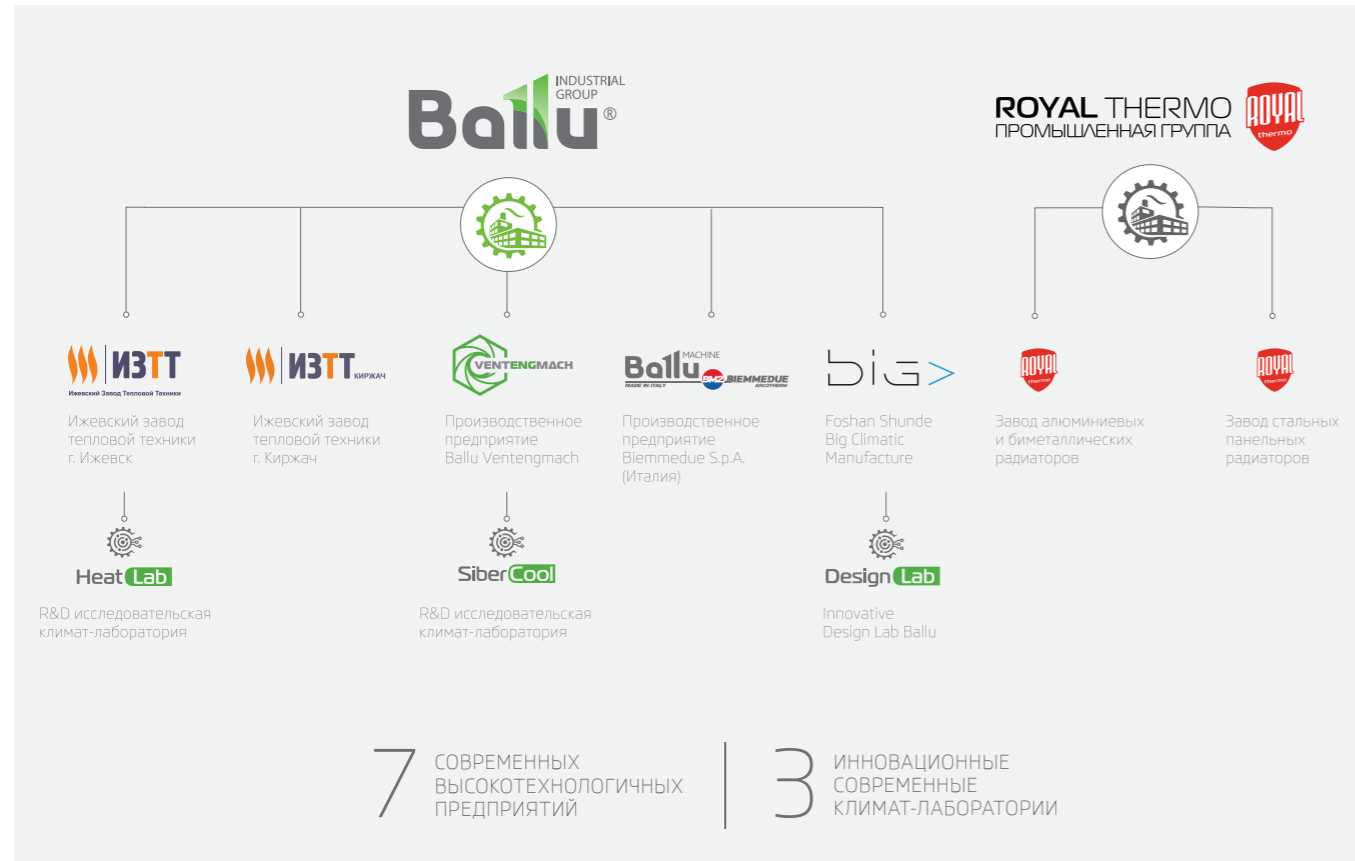 Ballu®
INDUSTRIAL
GROUP
ROYAL THERMO
ПРОМЫШЛЕННАЯ ГРУППА
ROYAL
thermo
ИЗТТ
Ижевский Завод Тепловой Техники
ИЗТТ КИРЖАЧ
VENTENGMACH
Ballu MACHINE
MADE IN ITALY
BM2 BIEMMEDUE
ARCOTHERM
big>
ROYAL
thermo
ROYAL
thermo
Ижевский завод
тепловой техники
г. Ижевск
Ижевский завод
тепловой техники
г. Киржач
Производственное
предприятие
Ballu Ventengmach
Производственное
предприятие
Biemmedue S.p.A.
(Италия)
Foshan Shunde
Big Climatic
Manufacture
Завод алюминиевых
и биметаллических
радиаторов
Завод стальных
панельных
радиаторов
Heat Lab
R&D исследовательская
климат-лаборатория
Siber Cool
R&D исследовательская
климат-лаборатория
Design Lab
Innovative
Design Lab Ballu
7
СОВРЕМЕННЫХ
ВЫСОКОТЕХНОЛОГИЧНЫХ
ПРЕДПРИЯТИЙ
3
ИННОВАЦИОННЫЕ
СОВРЕМЕННЫЕ
КЛИМАТ-ЛАБОРАТОРИИ